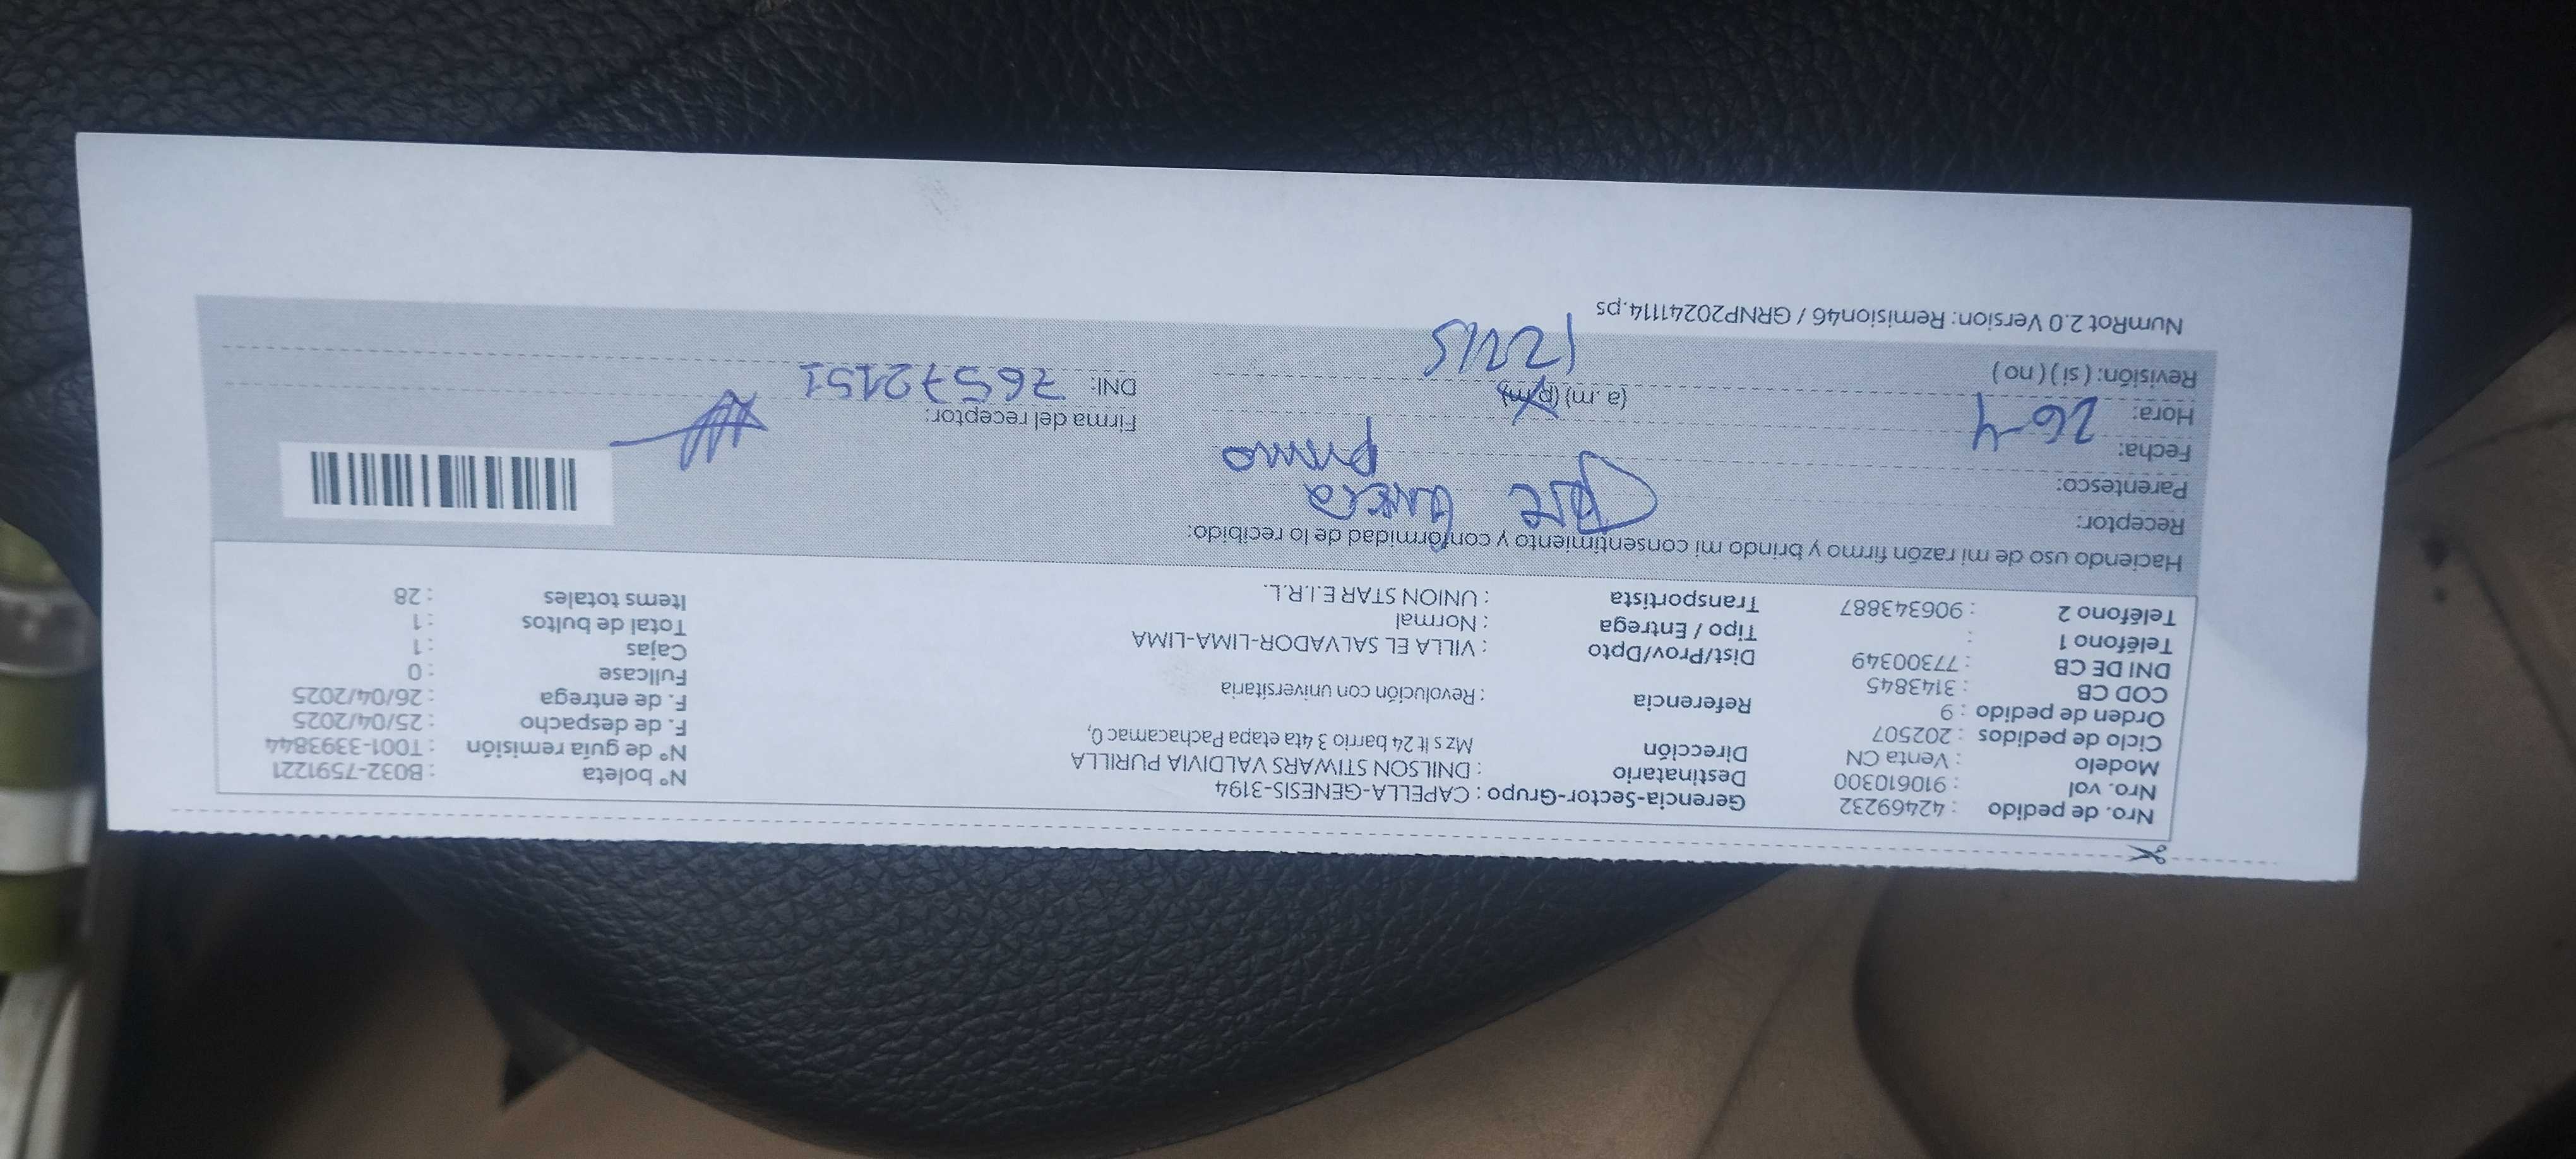 Nro. de pedido : 42469232 Gerencia-Sector-Grupo : CAPELLA-GENESIS-3194 N° boleta : B032-7591221
Nro. vol : 910610300 Destinatario : DNILSON STIWARS VALDIVIA PURILLA N° de guía remisión : T001-3393844
Modelo : Venta CN Dirección Mz s lt 24 barrio 3 4ta etapa Pachacamac 0, F. de despacho : 25/04/2025
Ciclo de pedidos : 202507 Referencia : Revolución con universitaria F. de entrega : 26/04/2025
Orden de pedido : 9 Dist/Prov/Dpto : VILLA EL SALVADOR-LIMA-LIMA Fullcase : 0
COD CB : 3143845 Tipo / Entrega : Normal Cajas : 1
DNI DE CB : 77300349 Transportista : UNION STAR E.I.R.L. Total de bultos : 1
Teléfono 1 : Items totales : 28
Teléfono 2 : 906343887
Haciendo uso de mi razón firmo y brindo mi consentimiento y conformidad de lo recibido:
Receptor:
Parentesco: primo
Fecha: 26-4 Firma del receptor:
Hora: (a.m) (p.m) DNI: 76572151
Revisión: ( si ) ( no )
NumRot 2.0 Version: Remision46 / GRNP20241114.ps